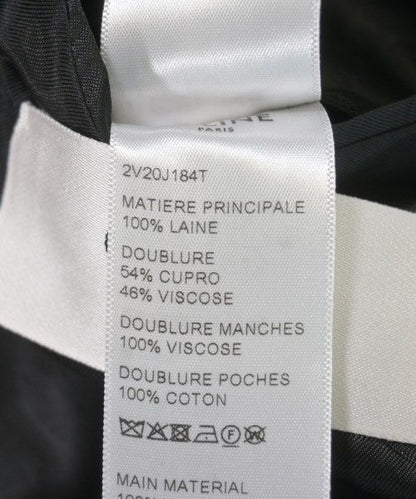 PARIS
2V20J184T
MATIERE PRINCIPALE
100% LAINE
DOUBLURE
54% CUPRO
46% VISCOSE
DOUBLURE MANCHES
100% VISCOSE
DOUBLURE POCHES
100% COTON
MAIN MATERIAL